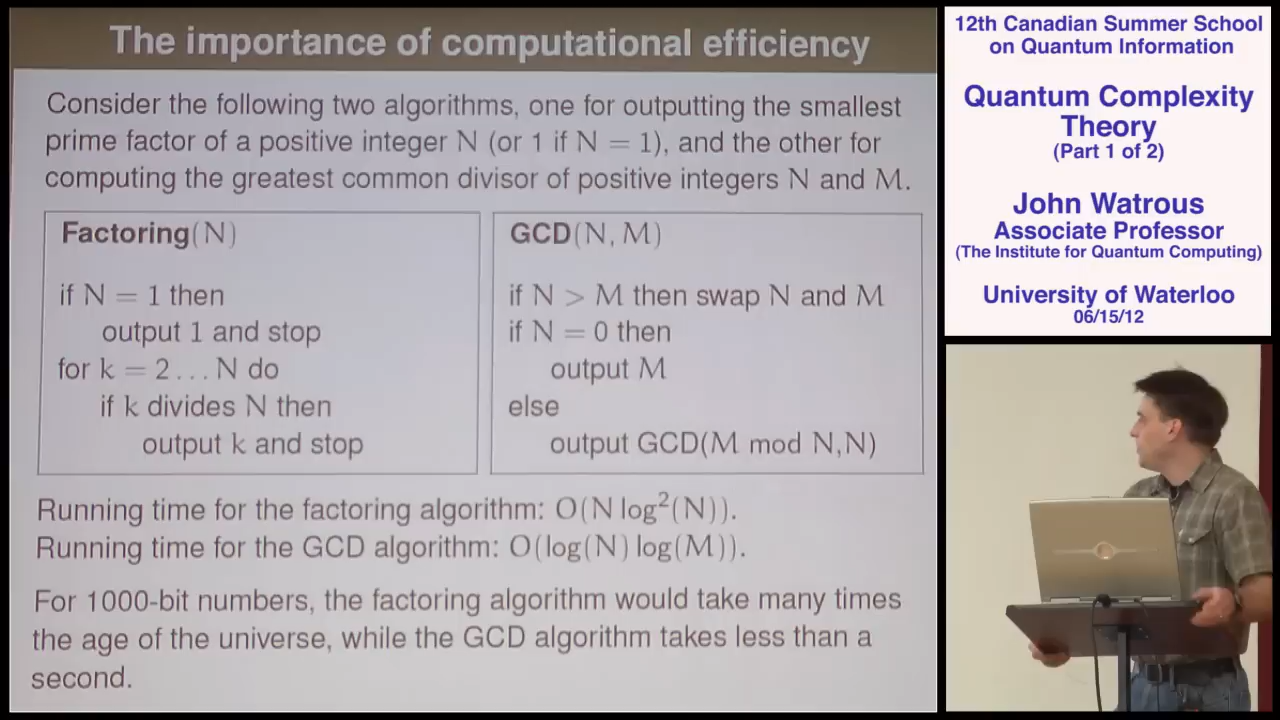 The importance of computational efficiency
Consider the following two algorithms, one for outputting the smallest
prime factor of a positive integer N (or 1 if N = 1), and the other for
computing the greatest common divisor of positive integers N and M.
Factoring(N)
if N = 1 then
output 1 and stop
for k = 2 . . . N do
if k divides N then
output k and stop
GCD(N, M)
if N > M then swap N and M
if N = 0 then
output M
else
output GCD(M mod N,N)
Running time for the factoring algorithm: O(N log²(N)).
Running time for the GCD algorithm: O(log(N) log(M)).
For 1000-bit numbers, the factoring algorithm would take many times
the age of the universe, while the GCD algorithm takes less than a
second.
12th Canadian Summer School
on Quantum Information
Quantum Complexity
Theory
(Part 1 of 2)
John Watrous
Associate Professor
(The Institute for Quantum Computing)
University of Waterloo
06/15/12